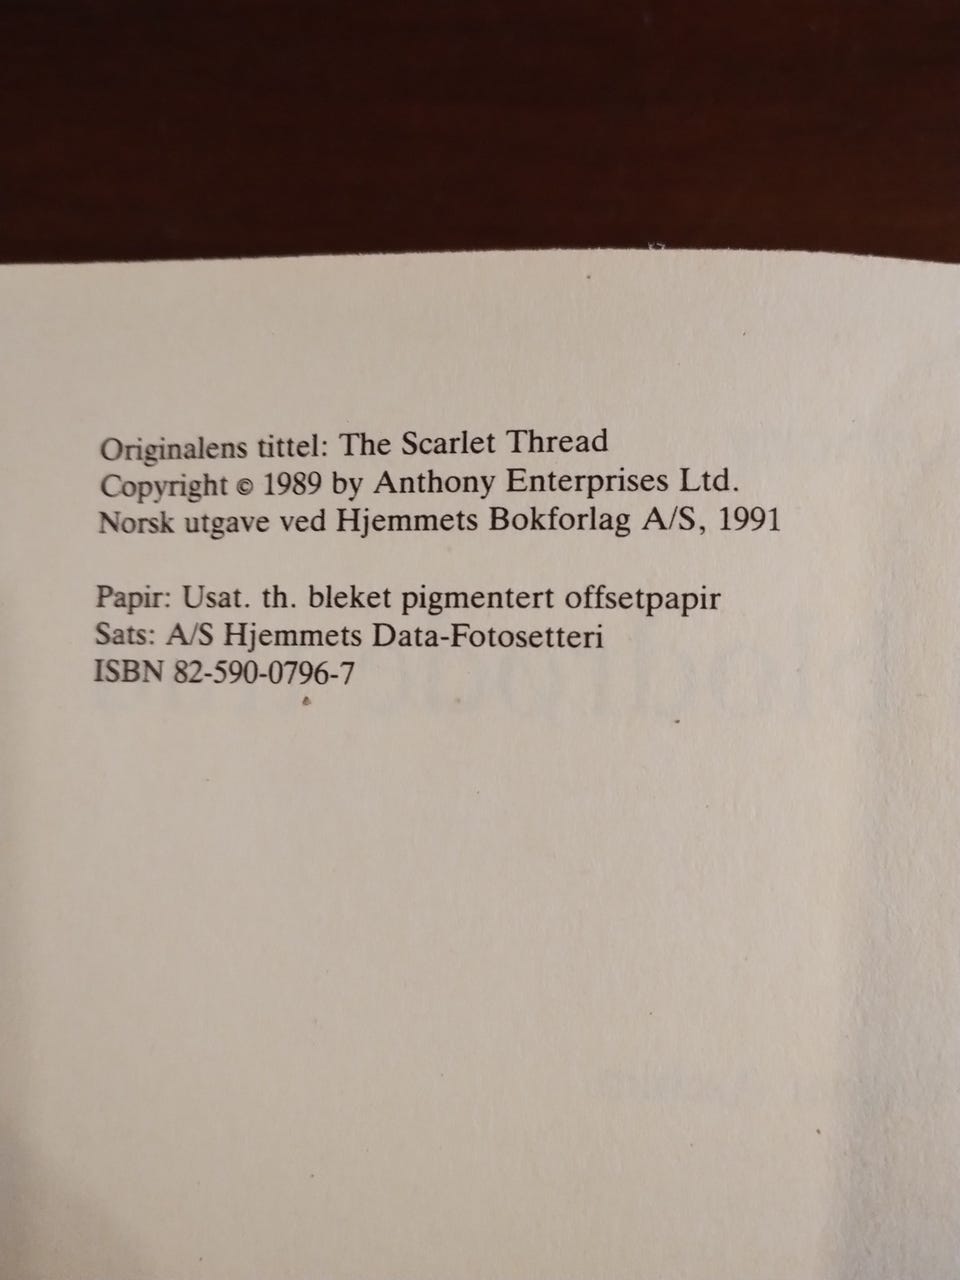 Originalens tittel: The Scarlet Thread
Copyright © 1989 by Anthony Enterprises Ltd.
Norsk utgave ved Hjemmets Bokforlag A/S, 1991
Papir: Usat. th. bleket pigmentert offsetpapir
Sats: A/S Hjemmets Data-Fotosetteri
ISBN 82-590-0796-7